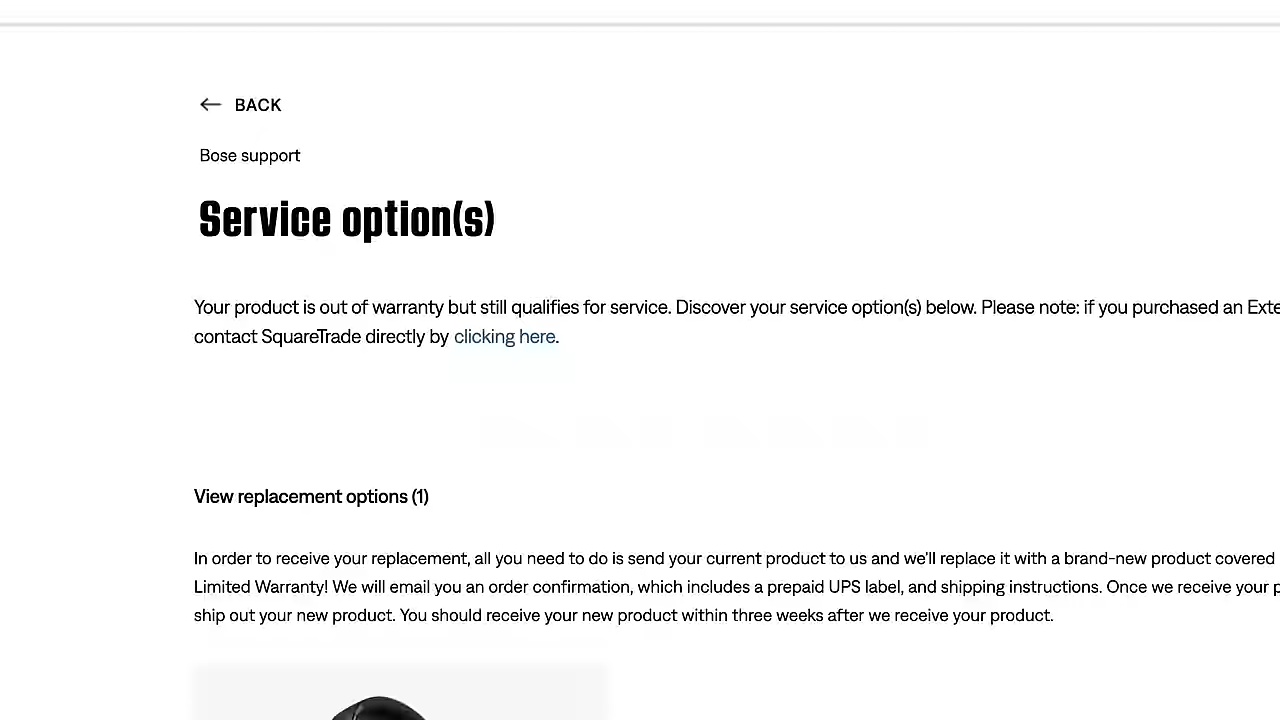 ← BACK
Bose support
Service option(s)
Your product is out of warranty but still qualifies for service. Discover your service option(s) below. Please note: if you purchased an Exte
contact SquareTrade directly by clicking here.
View replacement options (1)
In order to receive your replacement, all you need to do is send your current product to us and we'll replace it with a brand-new product covered
Limited Warranty! We will email you an order confirmation, which includes a prepaid UPS label, and shipping instructions. Once we receive your p
ship out your new product. You should receive your new product within three weeks after we receive your product.